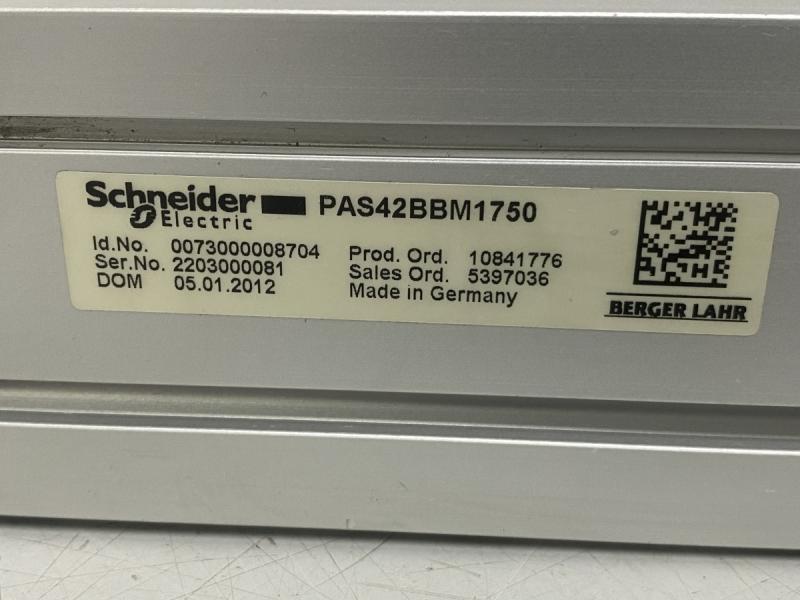 Schneider Electric PAS42BBM1750
Id.No. 0073000008704
Ser.No. 2203000081
DOM 05.01.2012
Prod. Ord. 10841776
Sales Ord. 5397036
Made in Germany
BERGER LAHR